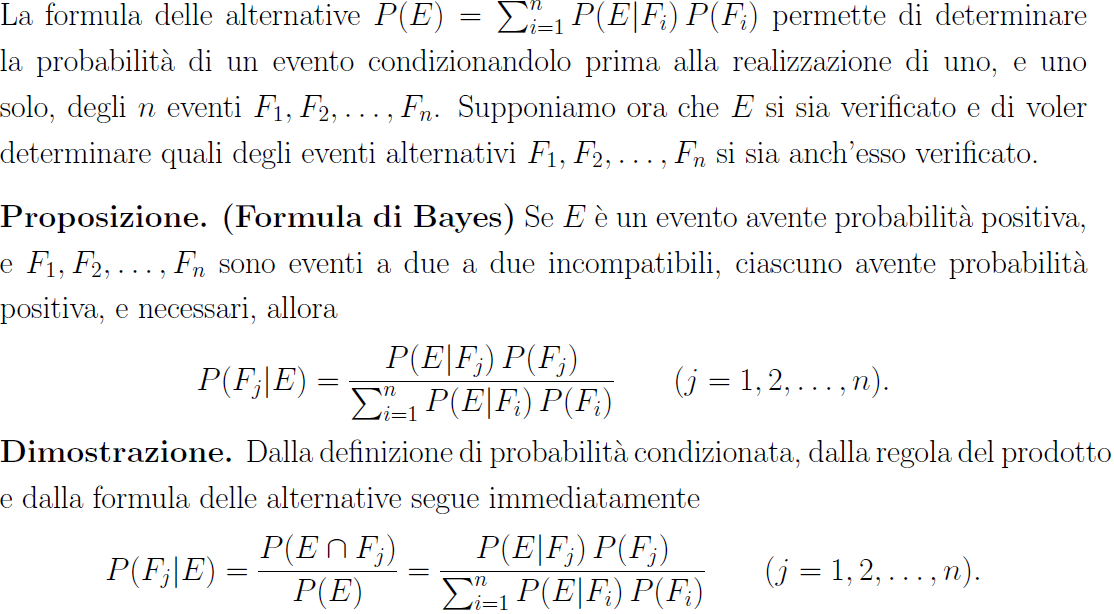 La formula delle alternative P(E) = ∑ⁿᵢ₌₁ P(E|Fᵢ) P(Fᵢ) permette di determinare
la probabilità di un evento condizionandolo prima alla realizzazione di uno, e uno
solo, degli n eventi F₁, F₂, . . . , Fₙ. Supponiamo ora che E si sia verificato e di voler
determinare quali degli eventi alternativi F₁, F₂, . . . , Fₙ si sia anch'esso verificato.
Proposizione. (Formula di Bayes) Se E è un evento avente probabilità positiva,
e F₁, F₂, . . . , Fₙ sono eventi a due a due incompatibili, ciascuno avente probabilità
positiva, e necessari, allora
P(Fⱼ|E) = P(E|Fⱼ) P(Fⱼ) / ∑ⁿᵢ₌₁ P(E|Fᵢ) P(Fᵢ) (j = 1, 2, . . . , n).
Dimostrazione. Dalla definizione di probabilità condizionata, dalla regola del prodotto
e dalla formula delle alternative segue immediatamente
P(Fⱼ|E) = P(E ∩ Fⱼ) / P(E) = P(E|Fⱼ) P(Fⱼ) / ∑ⁿᵢ₌₁ P(E|Fᵢ) P(Fᵢ) (j = 1, 2, . . . , n).